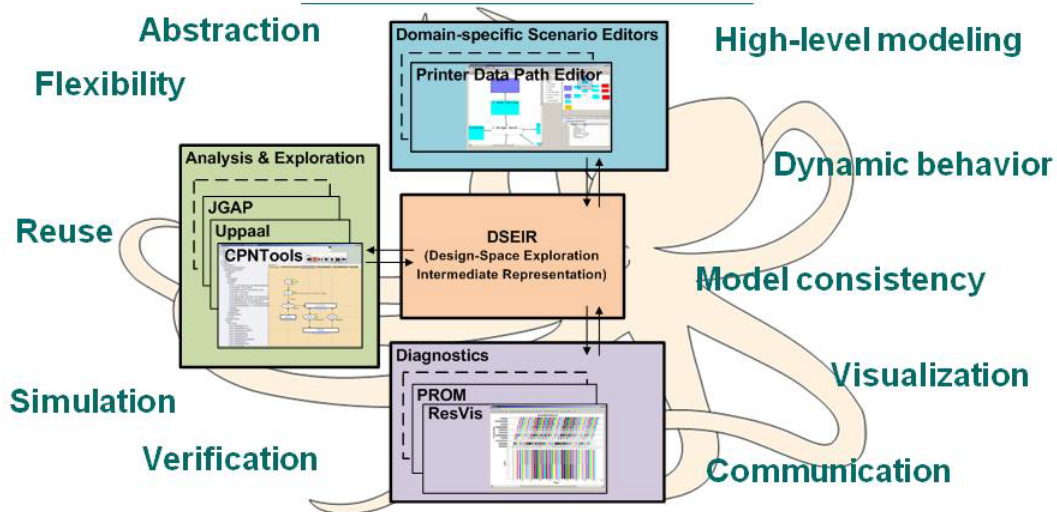 Abstraction
Flexibility
Reuse
Simulation
Verification
Domain-specific Scenario Editors
Printer Data Path Editor
Analysis & Exploration
JGAP
Uppaal
CPNTools
DSEIR
(Design-Space Exploration
Intermediate Representation)
Diagnostics
PROM
ResVis
High-level modeling
Dynamic behavior
Model consistency
Visualization
Communication